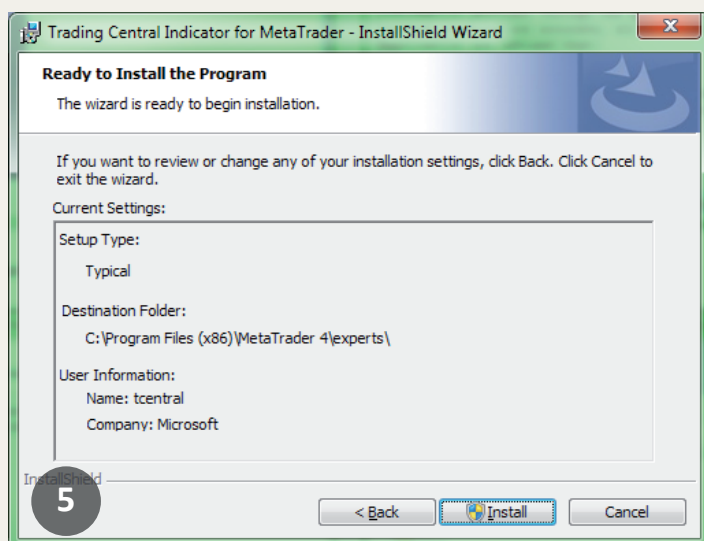 Trading Central Indicator for MetaTrader - InstallShield Wizard
Ready to Install the Program
The wizard is ready to begin installation.
If you want to review or change any of your installation settings, click Back. Click Cancel to
exit the wizard.
Current Settings:
Setup Type:
Typical
Destination Folder:
C:\Program Files (x86)\MetaTrader 4\experts\
User Information:
Name: tcentral
Company: Microsoft
InstallShield
5
< Back Install Cancel